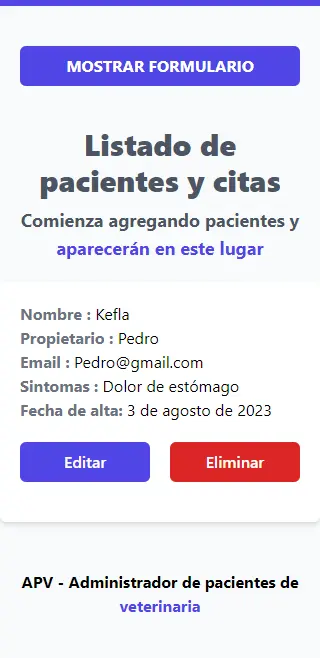 MOSTRAR FORMULARIO
Listado de
pacientes y citas
Comienza agregando pacientes y
aparecerán en este lugar
Nombre : Kefla
Propietario : Pedro
Email : Pedro@gmail.com
Sintomas : Dolor de estómago
Fecha de alta: 3 de agosto de 2023
Editar
Eliminar
APV - Administrador de pacientes de
veterinaria